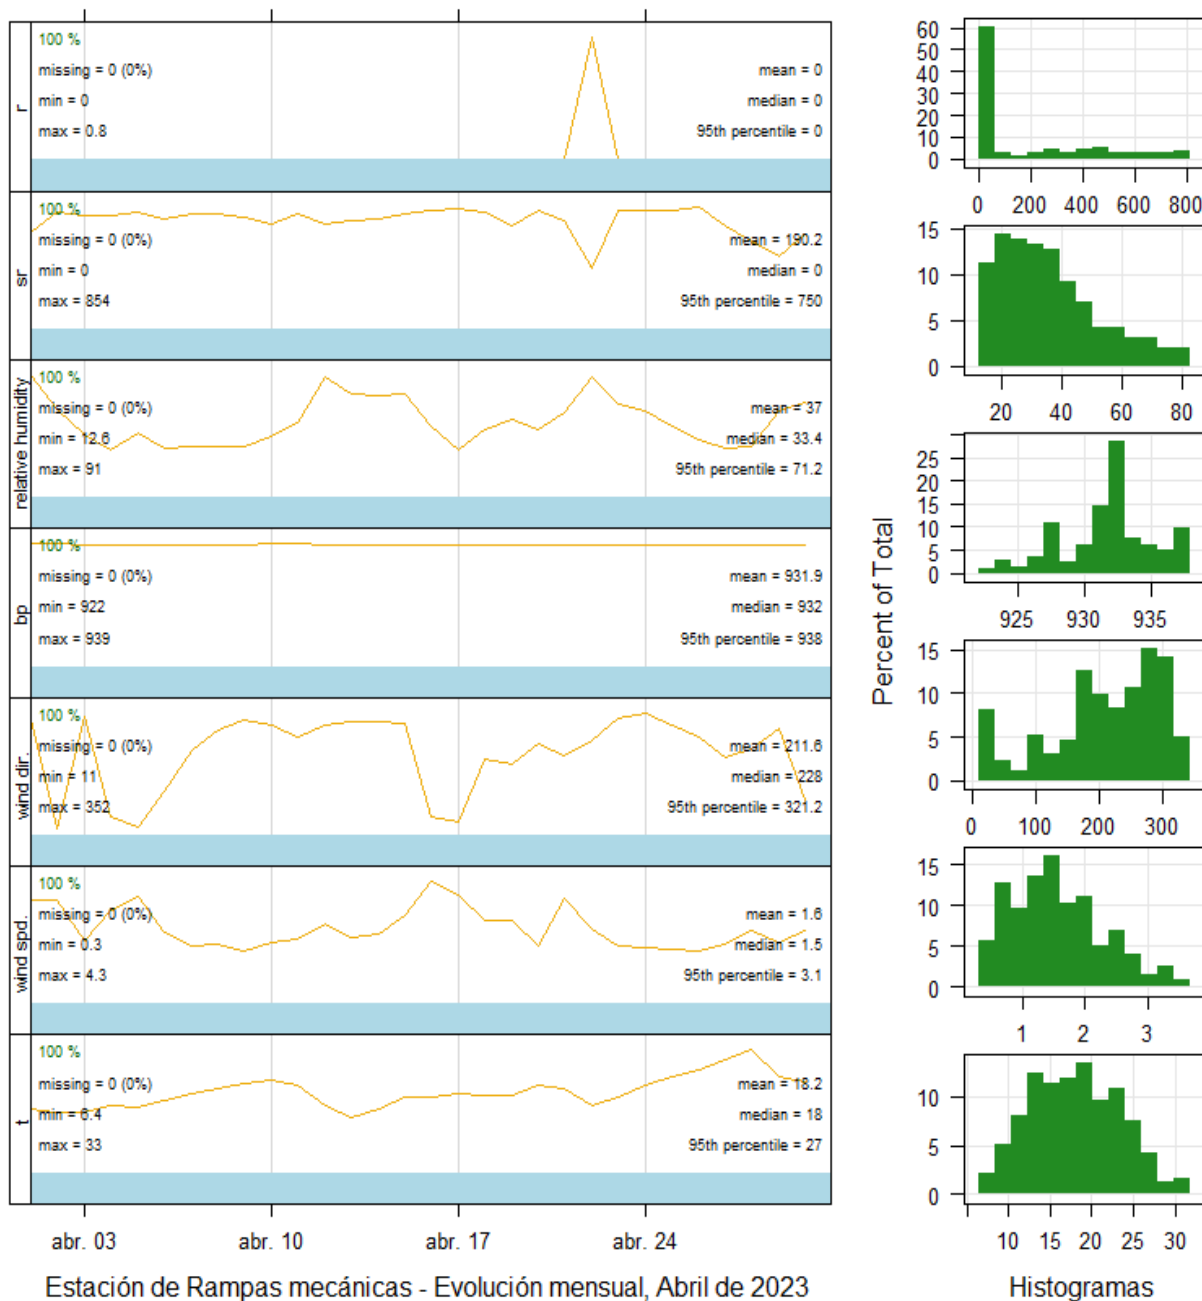 r
100 %
missing = 0 (0%)
min = 0
max = 0.8
mean = 0
median = 0
95th percentile = 0
sr
100 %
missing = 0 (0%)
min = 0
max = 854
mean = 190.2
median = 0
95th percentile = 750
relative humidity
100 %
missing = 0 (0%)
min = 12.6
max = 91
mean = 37
median = 33.4
95th percentile = 71.2
bp
100 %
missing = 0 (0%)
min = 922
max = 939
mean = 931.9
median = 932
95th percentile = 938
wind dir.
100 %
missing = 0 (0%)
min = 11
max = 352
mean = 211.6
median = 228
95th percentile = 321.2
wind spd.
100 %
missing = 0 (0%)
min = 0.3
max = 4.3
mean = 1.6
median = 1.5
95th percentile = 3.1
t
100 %
missing = 0 (0%)
min = 6.4
max = 33
mean = 18.2
median = 18
95th percentile = 27
abr. 03 abr. 10 abr. 17 abr. 24
Estación de Rampas mecánicas - Evolución mensual, Abril de 2023
Percent of Total
60
50
40
30
20
10
0
0 200 400 600 800
15
10
5
0
20 40 60 80
25
20
15
10
5
0
925 930 935
15
10
5
0
0 100 200 300
15
10
5
0
1 2 3
10
5
0
10 15 20 25 30
Histogramas